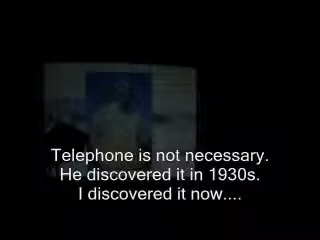 Telephone is not necessary.
He discovered it in 1930s.
I discovered it now....